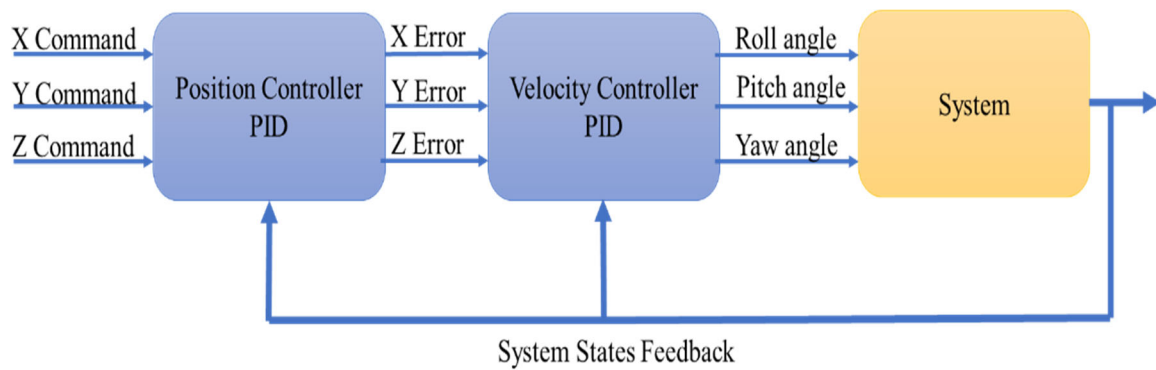 X Command
X Error
Roll angle
Position Controller
PID
Velocity Controller
PID
System
Y Command
Y Error
Pitch angle
Z Command
Z Error
Yaw angle
System States Feedback